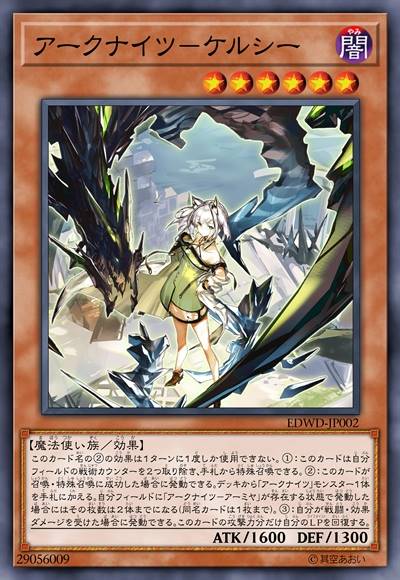 アークナイツ－ケルシー
闇
やみ
EDWD-JP002
【魔法使い族／効果】
このカード名の②の効果は1ターンに1度しか使用できない。①：このカードは自分
フィールドの戦術カウンターを2つ取り除き、手札から特殊召喚できる。②：このカードが
召喚・特殊召喚に成功した場合に発動できる。デッキから「アークナイツ」モンスター1体
を手札に加える。自分フィールドに「アークナイツーアーミヤ」が存在する状態で発動した
場合にはその枚数は2体までになる(同名カードは1枚まで)。③：自分が戦闘・効果
ダメージを受けた場合に発動できる。このカードの攻撃力分だけ自分のLPを回復する。
ATK/1600 DEF/1300
29056009
©其空あおい